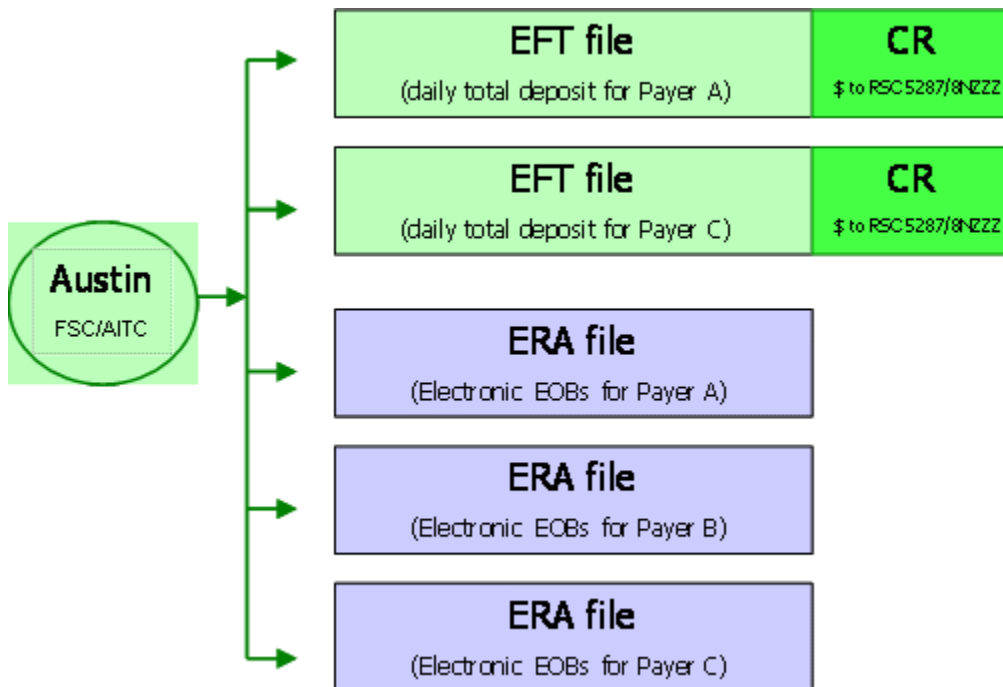 EFT file
(daily total deposit for Payer A)
CR
$ to RSC 5287/8NZZZ
EFT file
(daily total deposit for Payer C)
CR
$ to RSC 5287/8NZZZ
Austin
FSC/AITC
ERA file
(Electronic EOBs for Payer A)
ERA file
(Electronic EOBs for Payer B)
ERA file
(Electronic EOBs for Payer C)